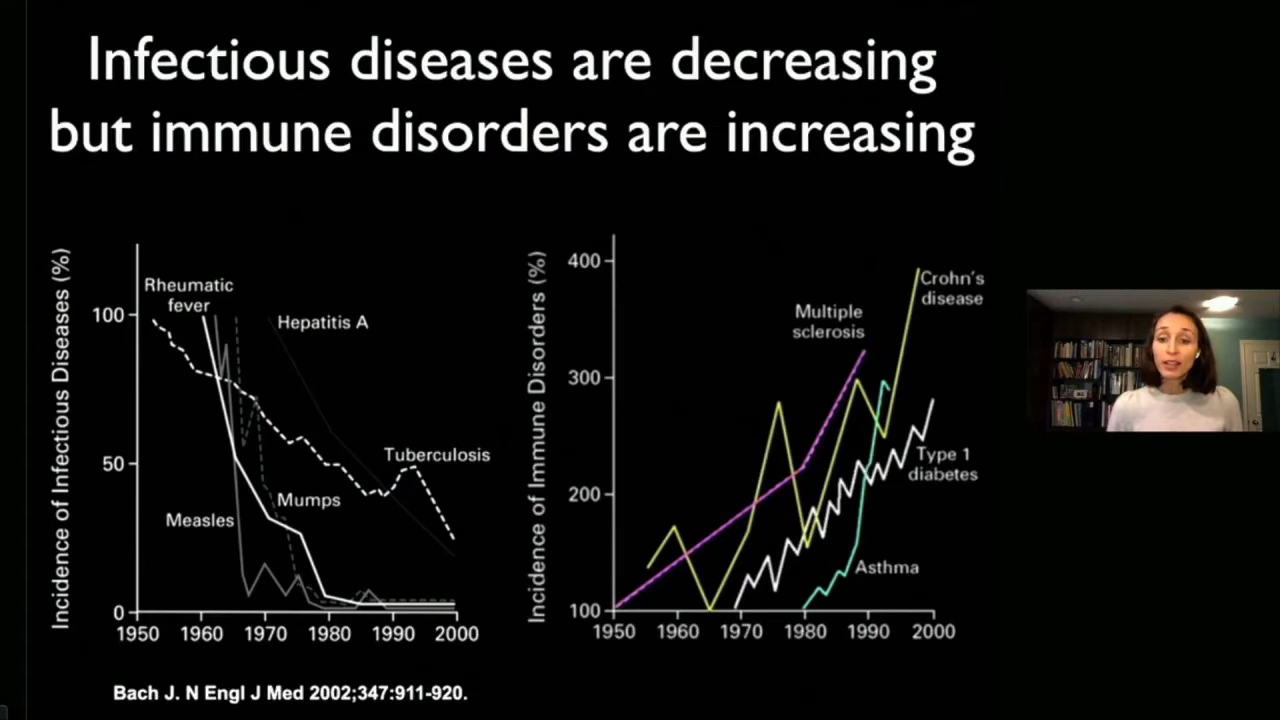 Infectious diseases are decreasing
but immune disorders are increasing
Incidence of Infectious Diseases (%)
100
50
0
1950 1960 1970 1980 1990 2000
Rheumatic
fever
Hepatitis A
Tuberculosis
Mumps
Measles
Incidence of Immune Disorders (%)
400
300
200
100
1950 1960 1970 1980 1990 2000
Multiple
sclerosis
Crohn's
disease
Type 1
diabetes
Asthma
Bach J. N Engl J Med 2002;347:911-920.